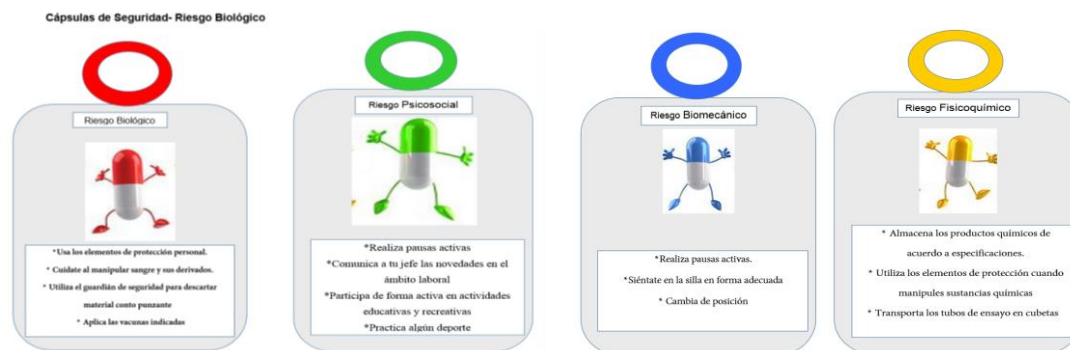 Cápsulas de Seguridad- Riesgo Biológico
Riesgo Biológico
*Usa los elementos de protección personal.
* Cuídate al manipular sangre y sus derivados.
* Utiliza el guardián de seguridad para descartar
material conto punzante
* Aplica las vacunas indicadas
Riesgo Psicosocial
*Realiza pausas activas
*Comunica a tu jefe las novedades en el
ámbito laboral
*Participa de forma activa en actividades
educativas y recreativas
*Practica algún deporte
Riesgo Biomecánico
*Realiza pausas activas.
*Siéntate en la silla en forma adecuada
* Cambia de posición
Riesgo Fisicoquímico
* Almacena los productos químicos de
acuerdo a especificaciones.
* Utiliza los elementos de protección cuando
manipules sustancias químicas
* Transporta los tubos de ensayo en cubetas